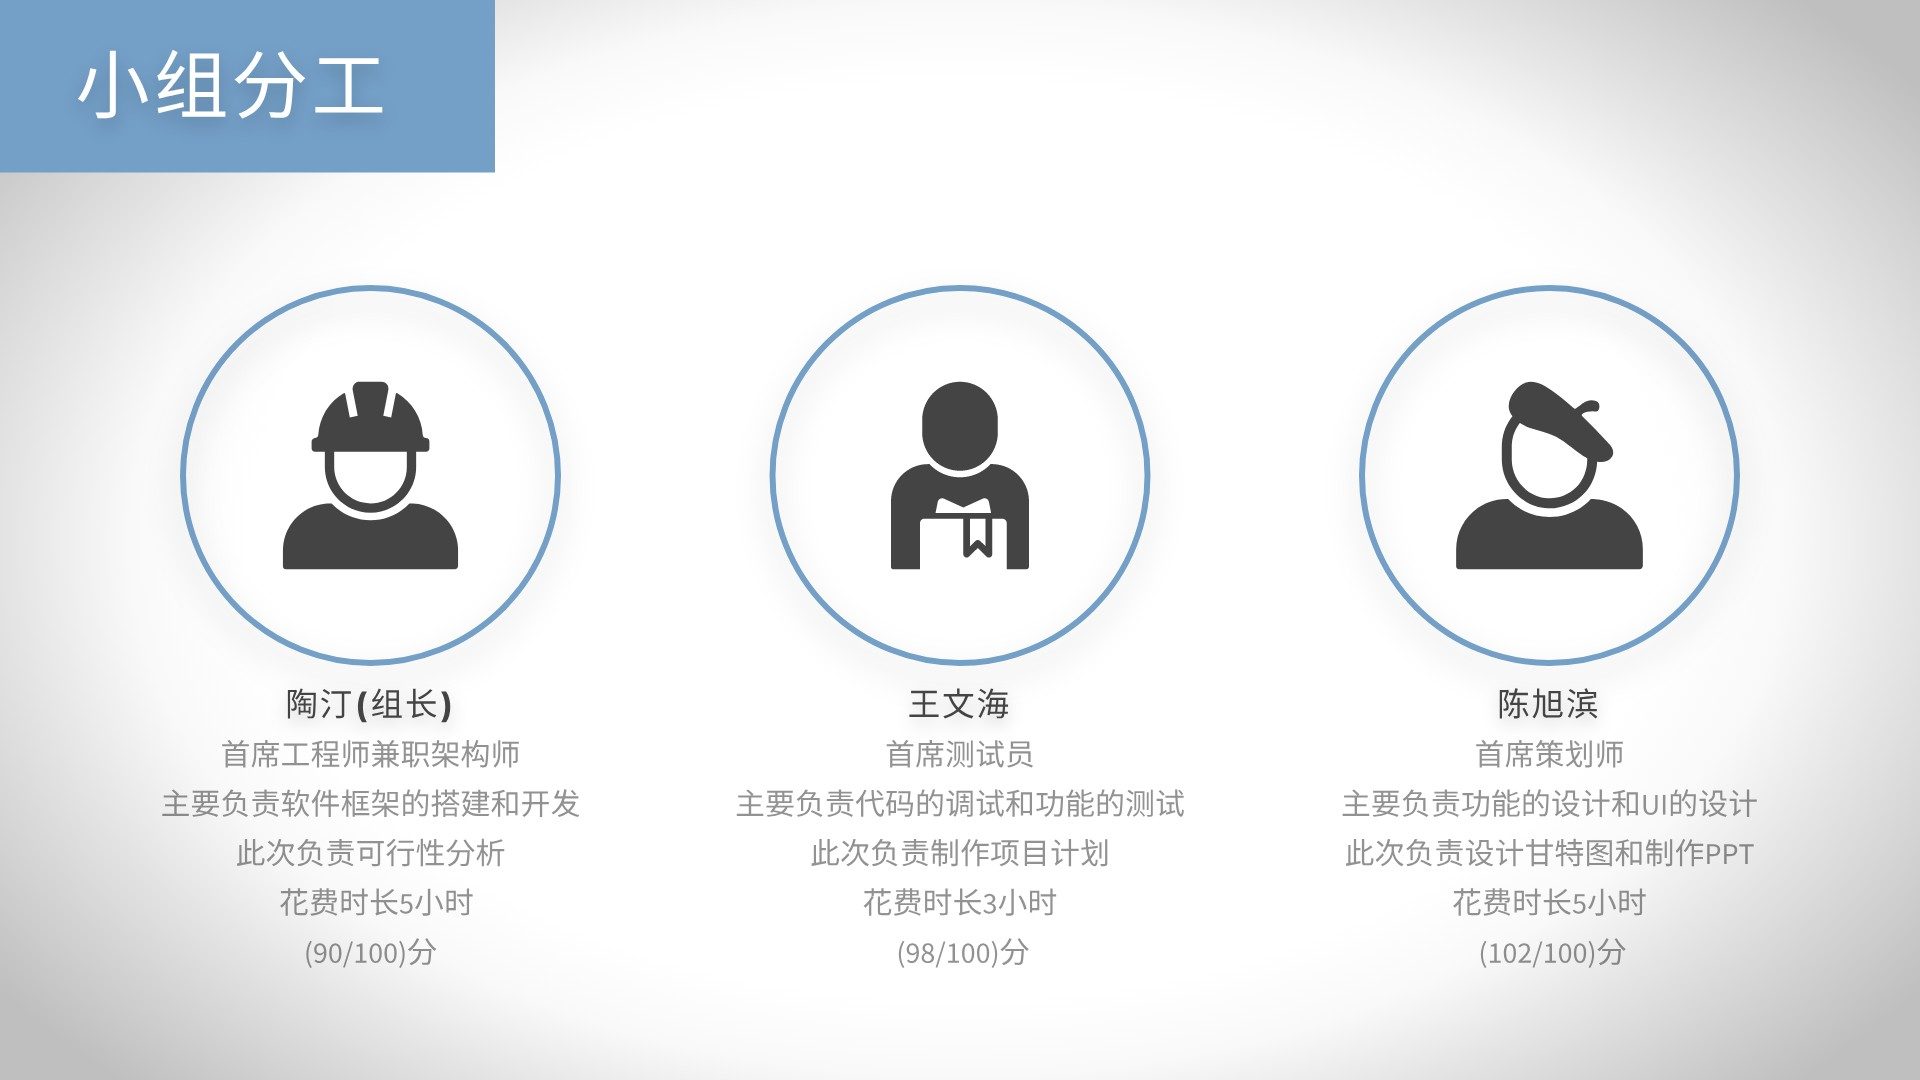 小组分工
陶汀(组长)
首席工程师兼职架构师
主要负责软件框架的搭建和开发
此次负责可行性分析
花费时长5小时
(90/100)分
王文海
首席测试员
主要负责代码的调试和功能的测试
此次负责制作项目计划
花费时长3小时
(98/100)分
陈旭滨
首席策划师
主要负责功能的设计和UI的设计
此次负责设计甘特图和制作PPT
花费时长5小时
(102/100)分